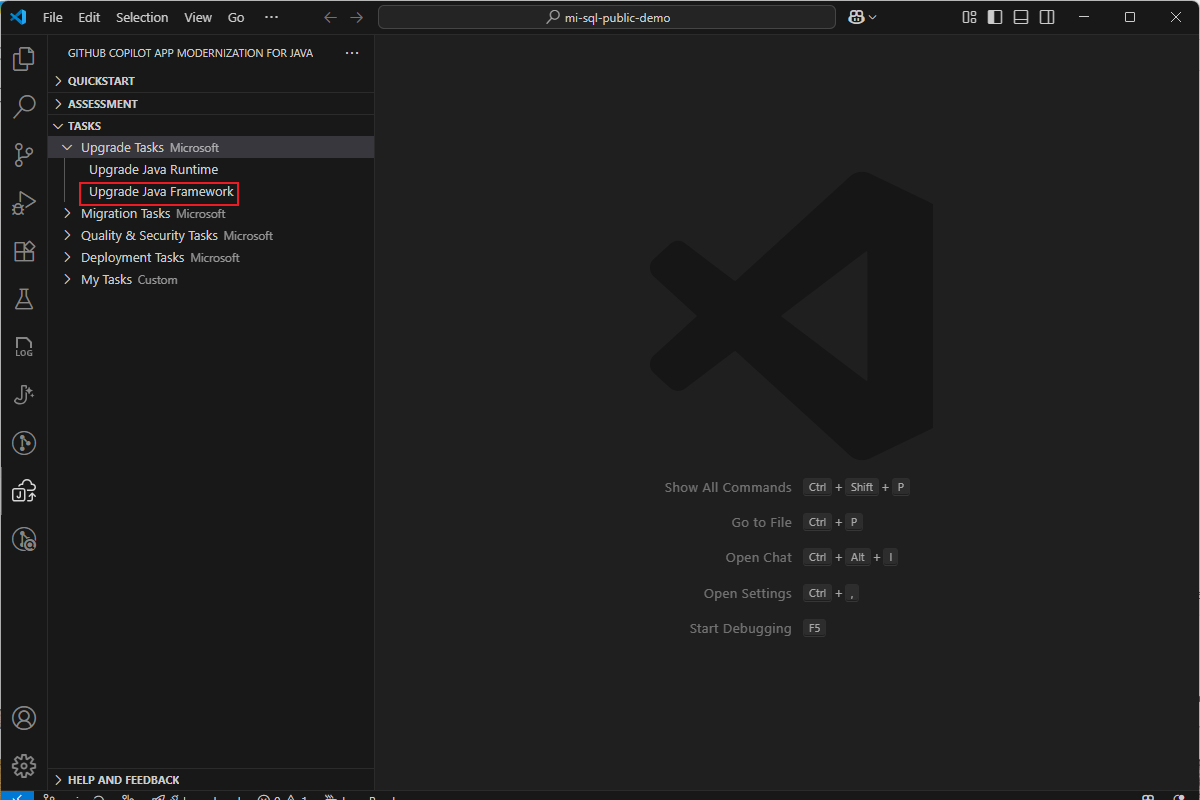 File Edit Selection View Go ···
mi-sql-public-demo
GITHUB COPILOT APP MODERNIZATION FOR JAVA ···
QUICKSTART
ASSESSMENT
TASKS
Upgrade Tasks Microsoft
Upgrade Java Runtime
Upgrade Java Framework
Migration Tasks Microsoft
Quality & Security Tasks Microsoft
Deployment Tasks Microsoft
My Tasks Custom
LOG
Show All Commands Ctrl + Shift + P
Go to File Ctrl + P
Open Chat Ctrl + Alt + I
Open Settings Ctrl + ,
Start Debugging F5
HELP AND FEEDBACK